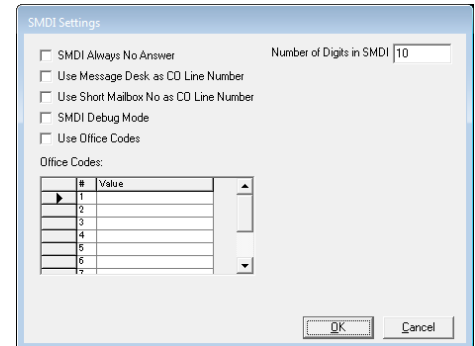 SMDI Settings
SMDI Always No Answer
Number of Digits in SMDI 10
Use Message Desk as CO Line Number
Use Short Mailbox No as CO Line Number
SMDI Debug Mode
Use Office Codes
Office Codes:
# Value
1
2
3
4
5
6
7
OK Cancel